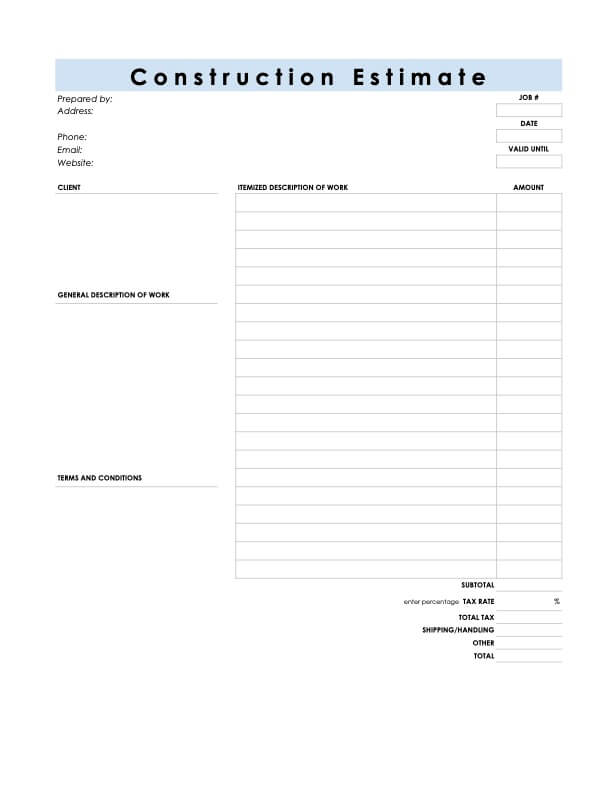 Construction Estimate
Prepared by:
JOB #
Address:
DATE
Phone:
Email:
VALID UNTIL
Website:
CLIENT
ITEMIZED DESCRIPTION OF WORK
AMOUNT
GENERAL DESCRIPTION OF WORK
TERMS AND CONDITIONS
SUBTOTAL
enter percentage TAX RATE %
TOTAL TAX
SHIPPING/HANDLING
OTHER
TOTAL